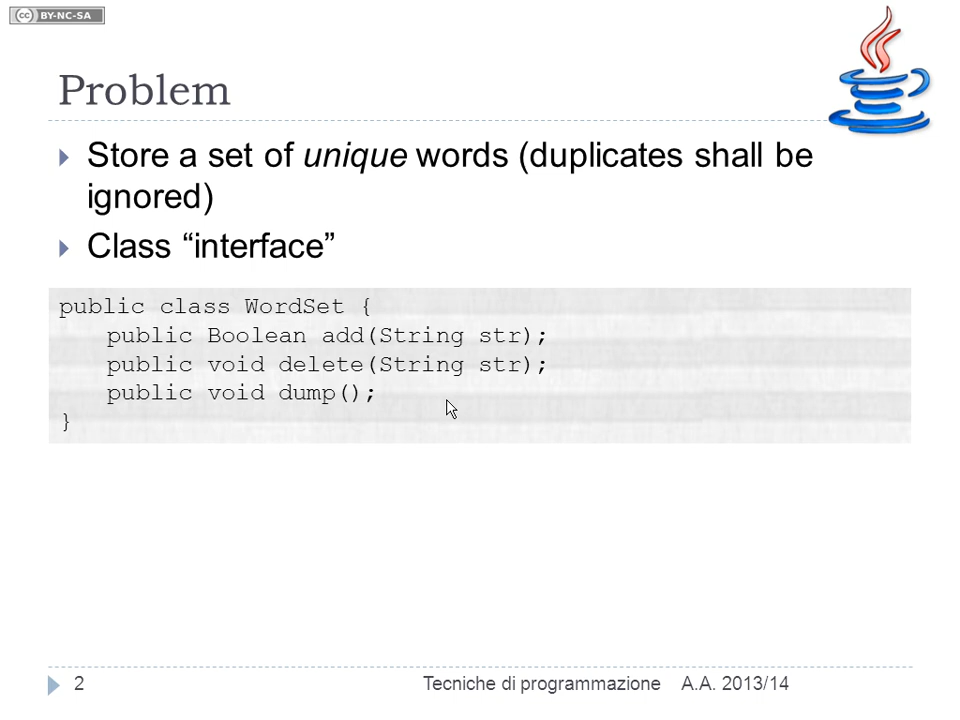 cc BY-NC-SA
Problem
Store a set of unique words (duplicates shall be
ignored)
Class “interface”
public class WordSet {
public Boolean add(String str);
public void delete(String str);
public void dump();
}
2 Tecniche di programmazione A.A. 2013/14